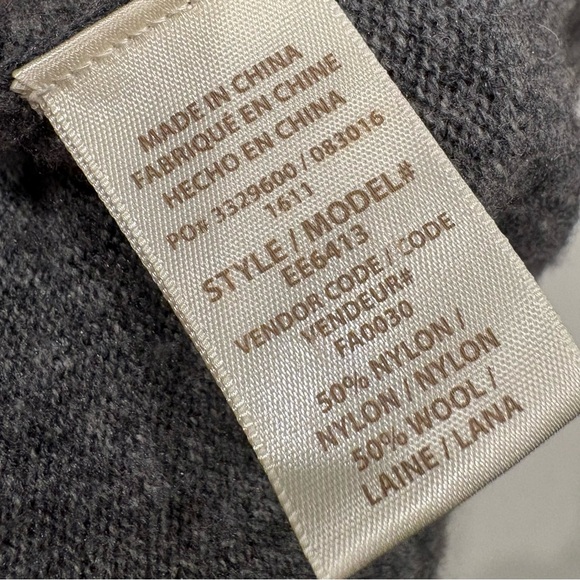 MADE IN CHINA
FABRIQUÉ EN CHINE
HECHO EN CHINA
PO# 3329600 / 083016
1611
STYLE / MODEL#
EE6413
VENDOR CODE / CODE
VENDEUR#
FA0030
50% NYLON /
NYLON / NYLON
50% WOOL /
LAINE / LANA